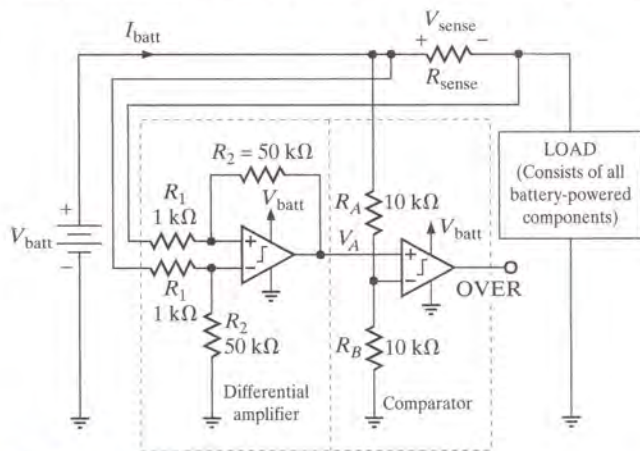 I_batt
V_sense
+ −
R_sense
R_2 = 50 kΩ
LOAD
(Consists of all
battery-powered
components)
R_1
1 kΩ
V_batt
R_A 10 kΩ
V_batt
+
V_batt
−
+
−
V_A
+
−
OVER
R_1
1 kΩ
R_2
50 kΩ
R_B 10 kΩ
Differential
amplifier
Comparator